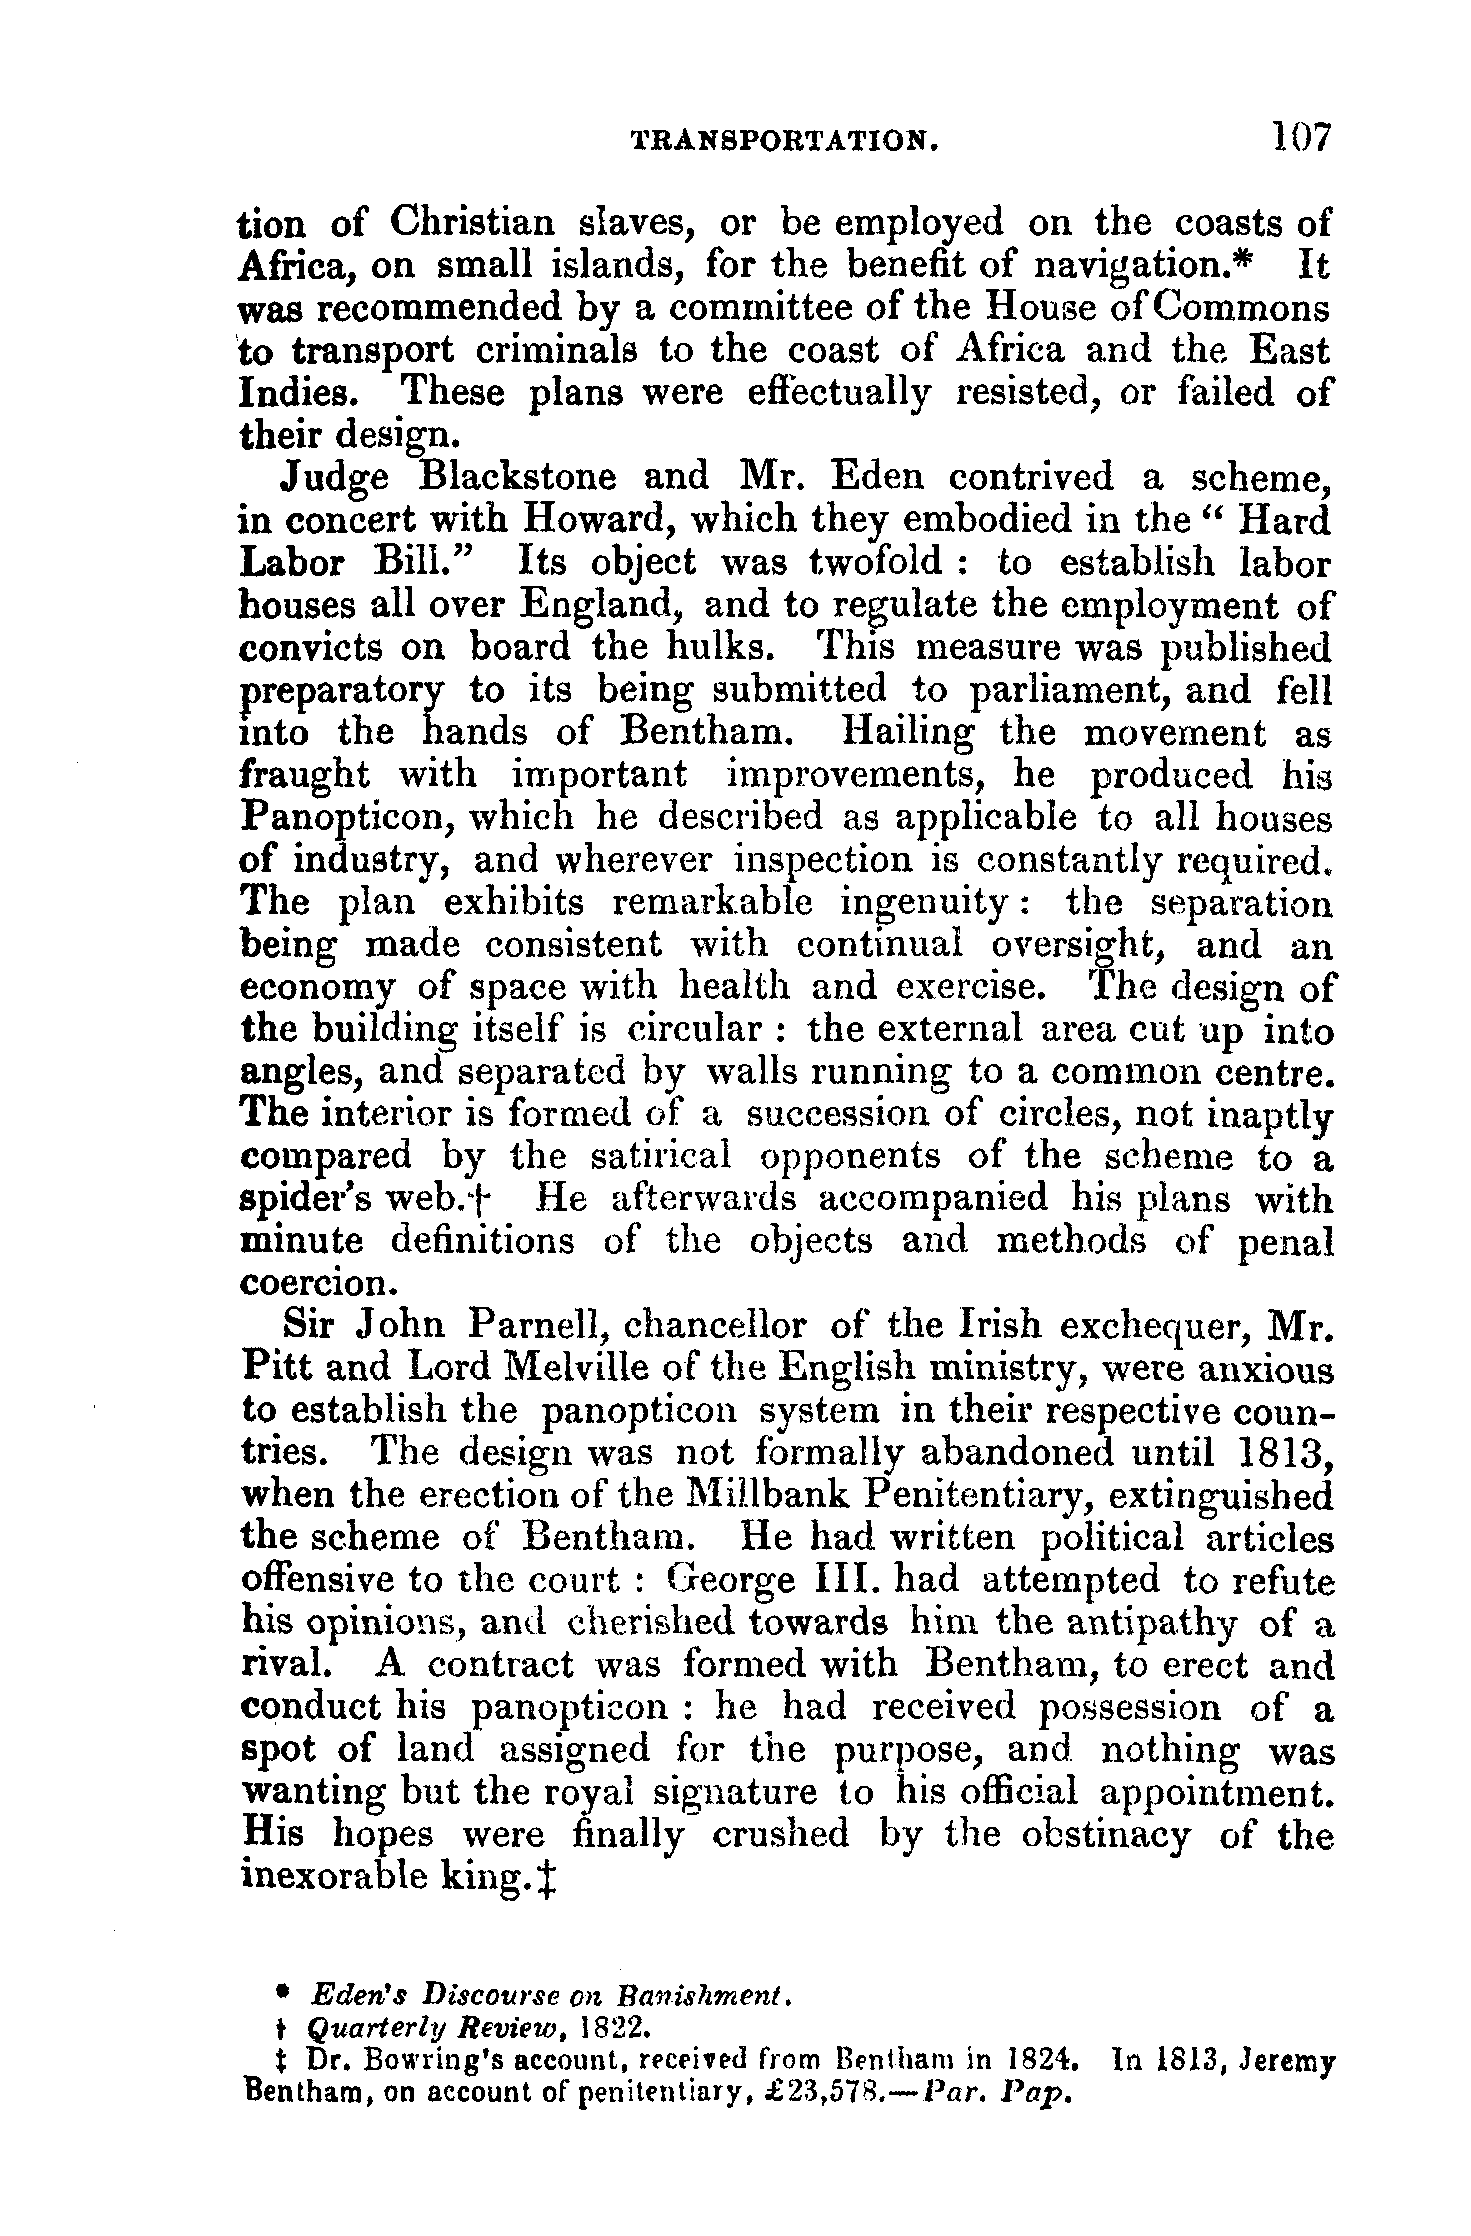 TRANSPORTATION. 107
tion of Christian slaves, or be employed on the coasts of
Africa, on small islands, for the benefit of navigation.* It
was recommended by a committee of the House of Commons
to transport criminals to the coast of Africa and the East
Indies. These plans were effectually resisted, or failed of
their design.
Judge Blackstone and Mr. Eden contrived a scheme,
in concert with Howard, which they embodied in the “ Hard
Labor Bill.” Its object was twofold : to establish labor
houses all over England, and to regulate the employment of
convicts on board the hulks. This measure was published
preparatory to its being submitted to parliament, and fell
into the hands of Bentham. Hailing the movement as
fraught with important improvements, he produced his
Panopticon, which he described as applicable to all houses
of industry, and wherever inspection is constantly required.
The plan exhibits remarkable ingenuity : the separation
being made consistent with continual oversight, and an
economy of space with health and exercise. The design of
the building itself is circular : the external area cut up into
angles, and separated by walls running to a common centre.
The interior is formed of a succession of circles, not inaptly
compared by the satirical opponents of the scheme to a
spider's web.† He afterwards accompanied his plans with
minute definitions of the objects and methods of penal
coercion.
Sir John Parnell, chancellor of the Irish exchequer, Mr.
Pitt and Lord Melville of the English ministry, were anxious
to establish the panopticon system in their respective coun-
tries. The design was not formally abandoned until 1813,
when the erection of the Millbank Penitentiary, extinguished
the scheme of Bentham. He had written political articles
offensive to the court : George III. had attempted to refute
his opinions, and cherished towards him the antipathy of a
rival. A contract was formed with Bentham, to erect and
conduct his panopticon : he had received possession of a
spot of land assigned for the purpose, and nothing was
wanting but the royal signature to his official appointment.
His hopes were finally crushed by the obstinacy of the
inexorable king.‡
* Eden's Discourse on Banishment.
† Quarterly Review, 1822.
‡ Dr. Bowring's account, received from Bentham in 1824. In 1813, Jeremy
Bentham, on account of penitentiary, £23,578.—Par. Pap.